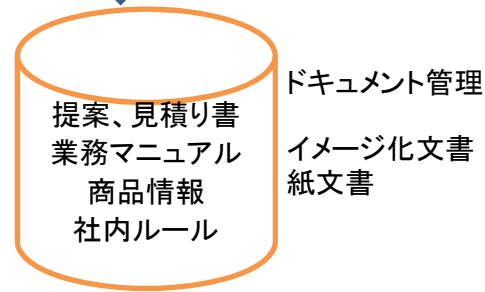 提案、見積り書
業務マニュアル
商品情報
社内ルール
ドキュメント管理
イメージ化文書
紙文書